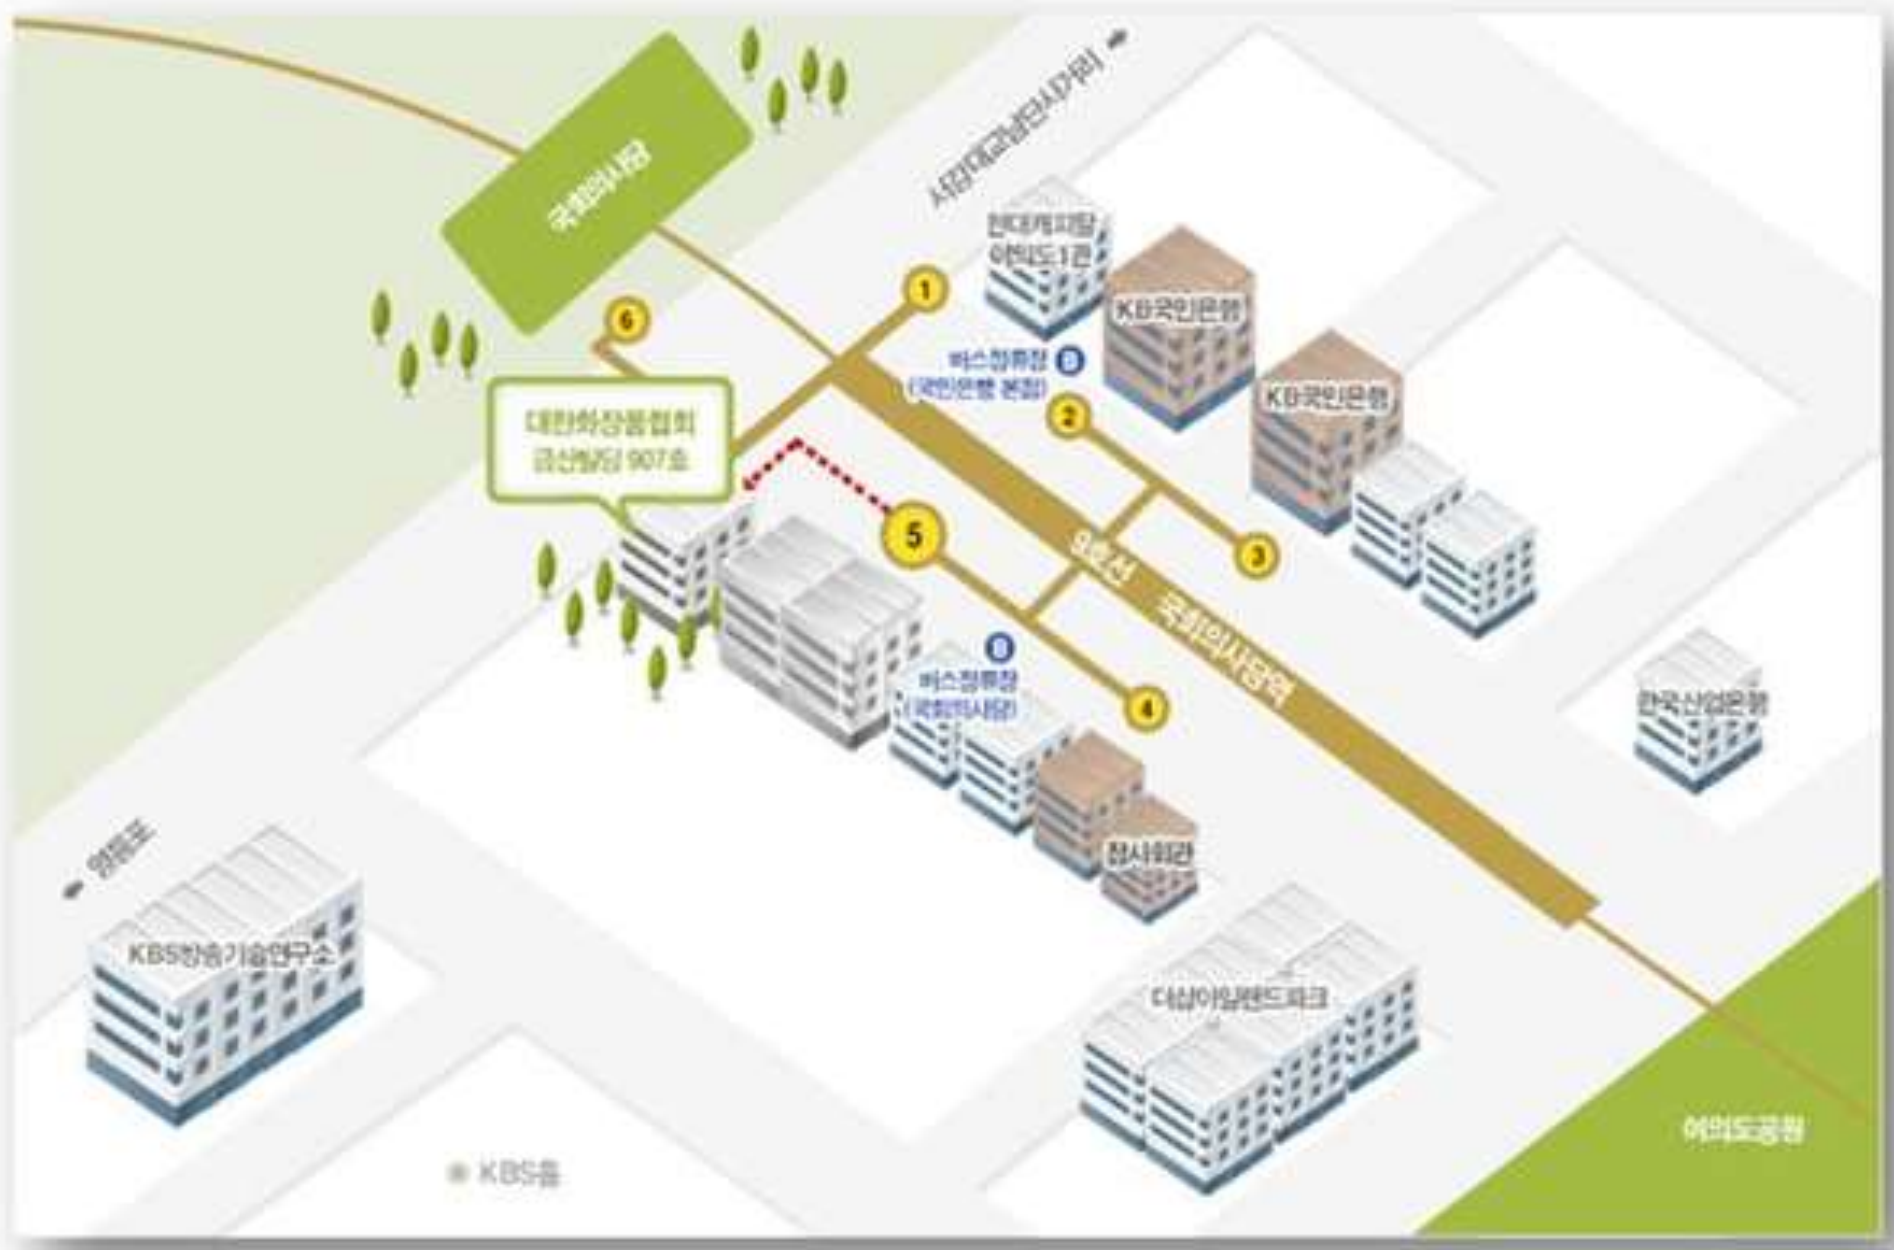 국회의사당
서강대교남단사거리
현대캐피탈
여의도1관
KB국민은행
KB국민은행
1
6
버스정류장 B
(국민은행 본점)
2
대한화장품협회
금산빌딩 907호
5
3
9호선 국회의사당역
B
버스정류장
(국회의사당)
4
한국산업은행
영등포
잠사회관
KBS방송기술연구소
더샵아일랜드파크
여의도공원
KBS홀